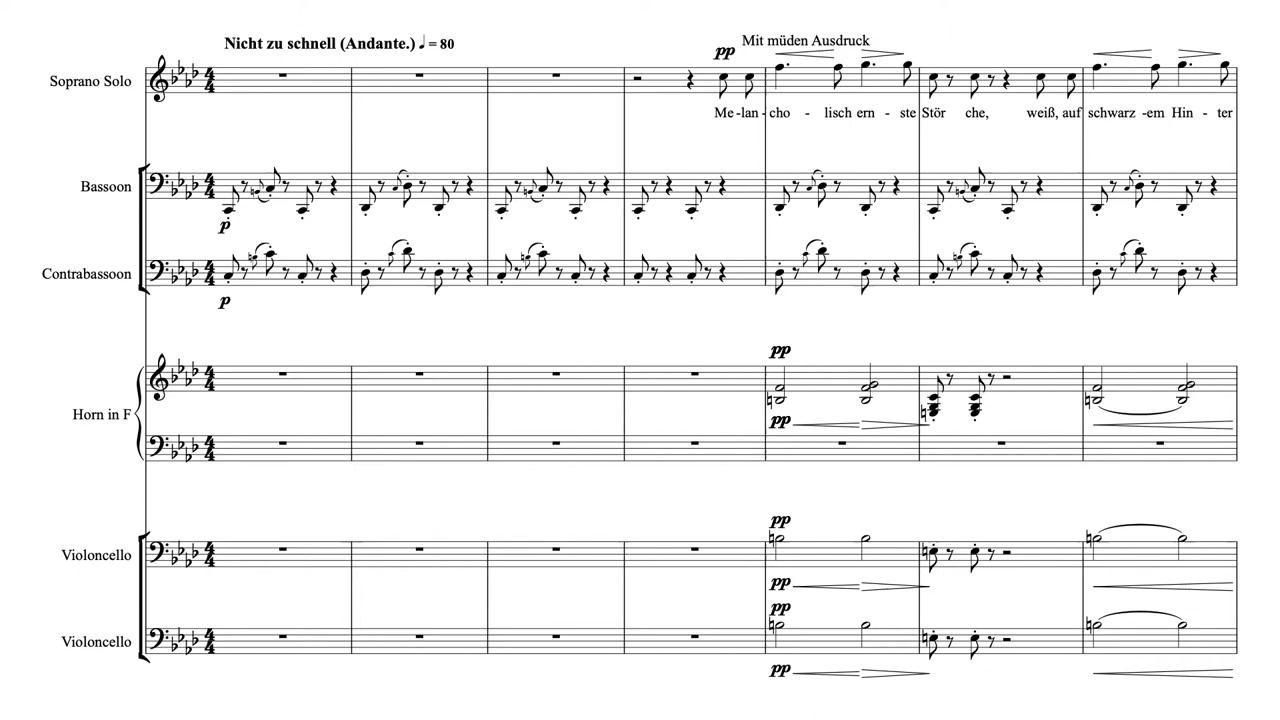 Nicht zu schnell (Andante.) ♩ = 80
Mit müden Ausdruck
pp
Soprano Solo
Me -lan - cho - lisch ern - ste Stör che, weiß, auf schwarz -em Hin - ter
Bassoon
p
Contrabassoon
p
pp
Horn in F
pp
pp
Violoncello
pp
pp
Violoncello
pp